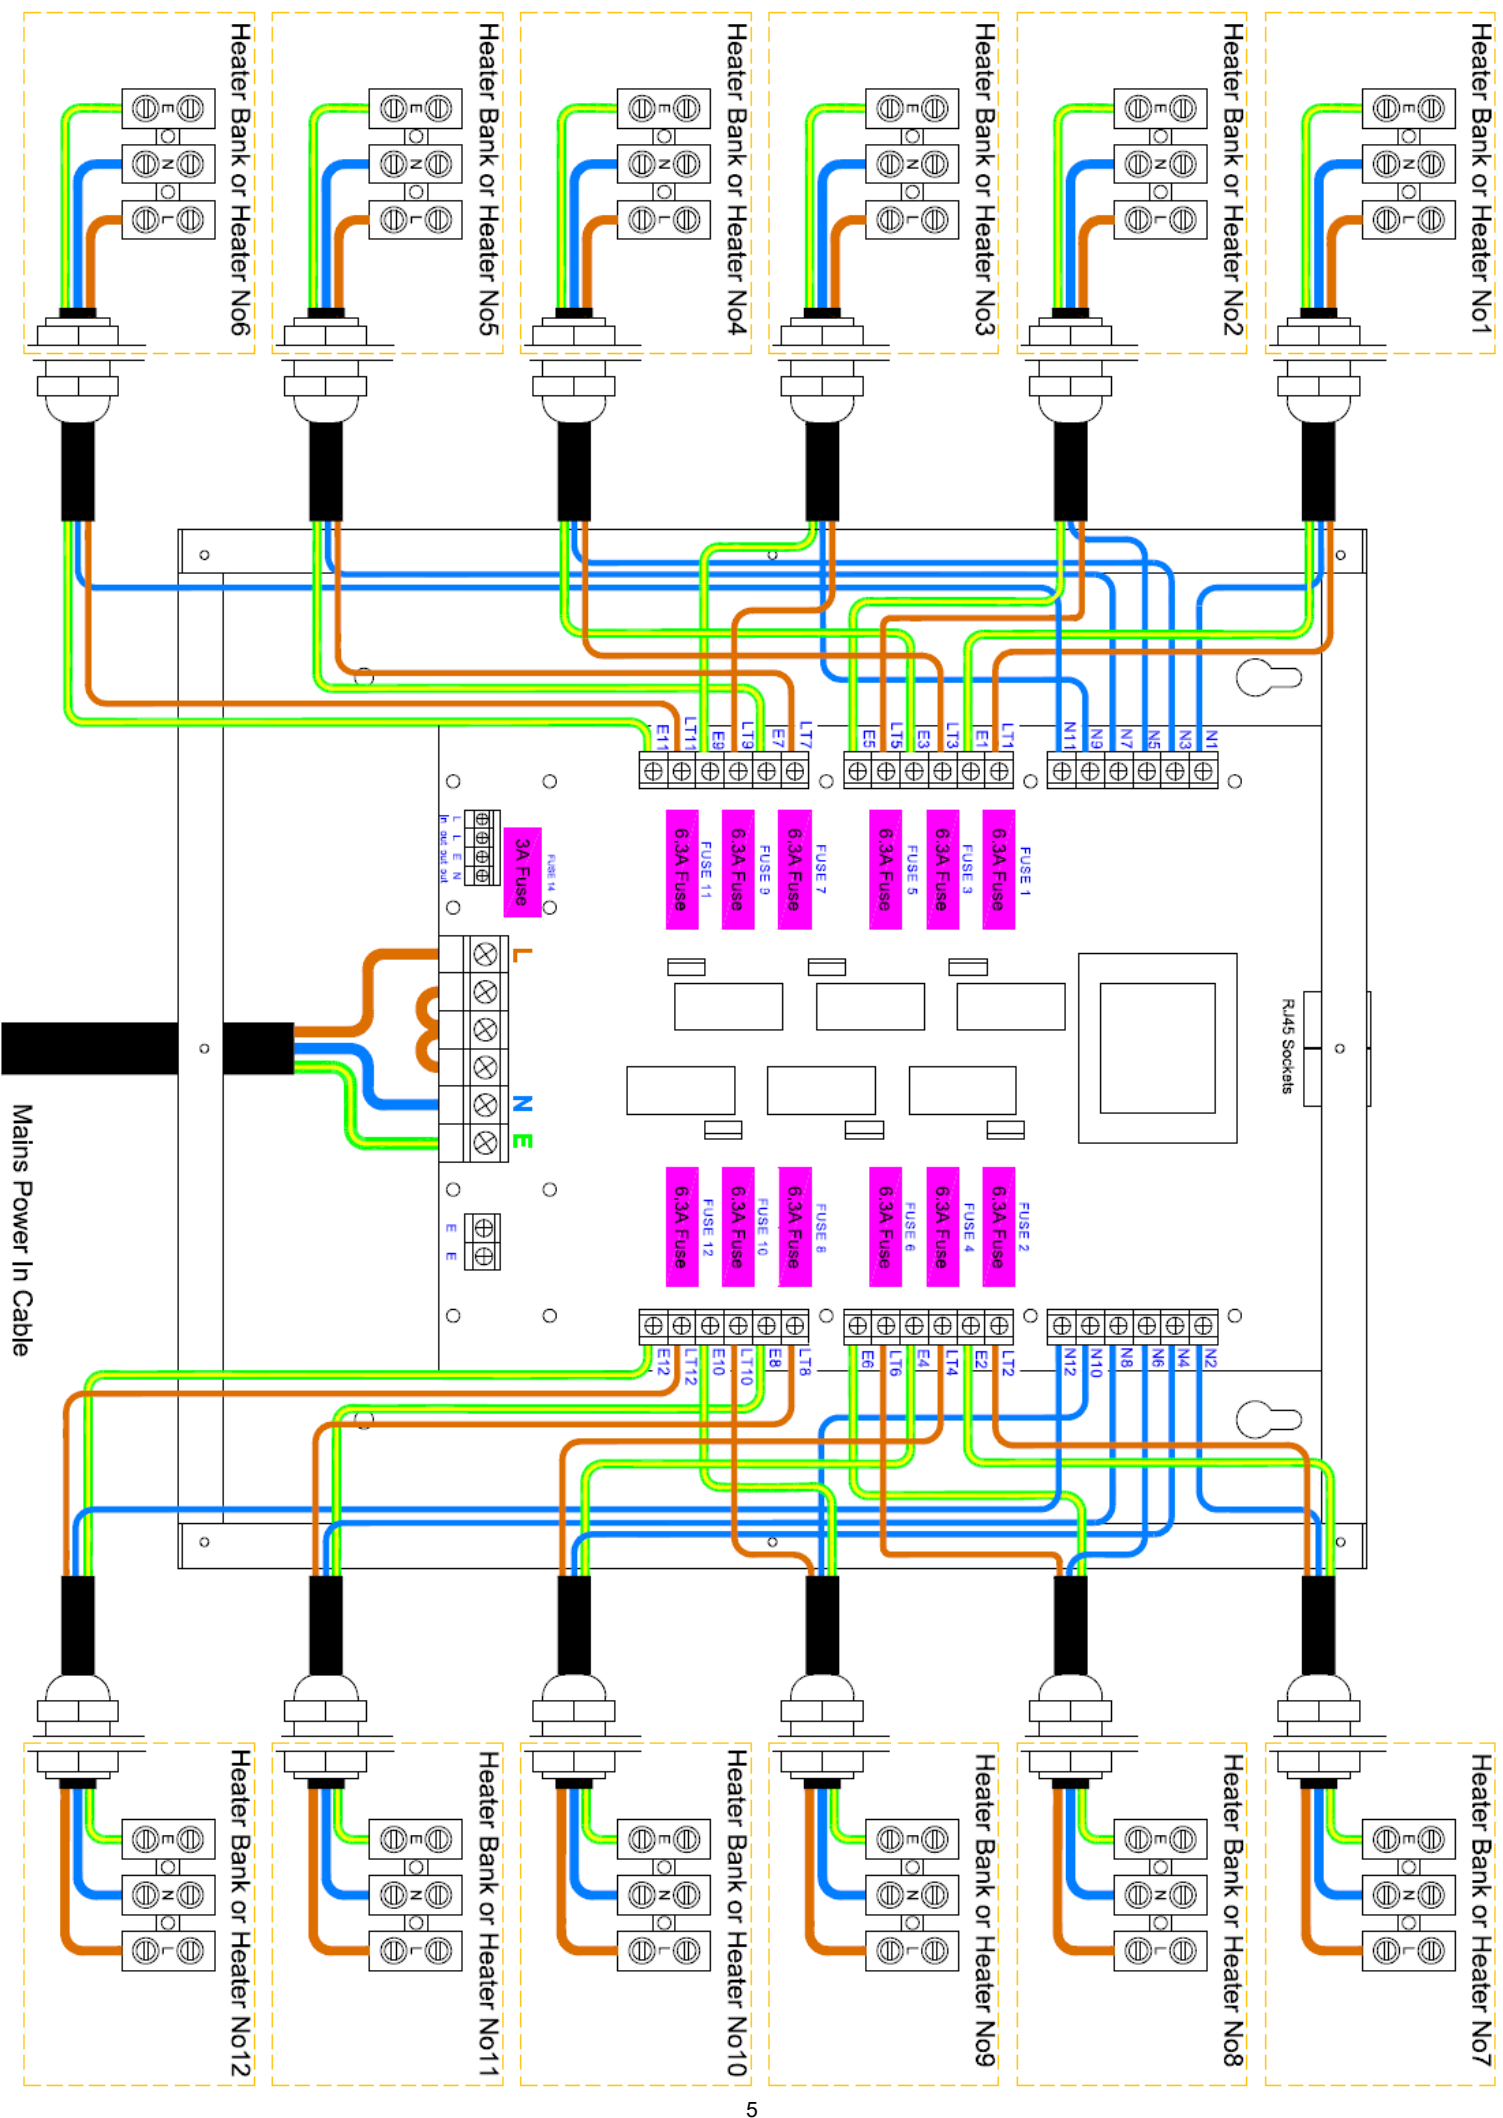 Heater Bank or Heater No6
Heater Bank or Heater No5
Heater Bank or Heater No4
Heater Bank or Heater No3
Heater Bank or Heater No2
Heater Bank or Heater No1
E N L
E N L
E N L
E N L
E N L
E N L
E11 LT11 E9 LT9 E7 LT7
E5 LT5 E3 LT3 E1 LT1
N11 N9 N7 N5 N3 N1
L In
L out
E out
N out
FUSE 14
3A Fuse
FUSE 11
6.3A Fuse
FUSE 9
6.3A Fuse
FUSE 7
6.3A Fuse
FUSE 5
6.3A Fuse
FUSE 3
6.3A Fuse
FUSE 1
6.3A Fuse
L
N
E
RJ45 Sockets
Mains Power In Cable
E E
FUSE 12
6.3A Fuse
FUSE 10
6.3A Fuse
FUSE 8
6.3A Fuse
FUSE 6
6.3A Fuse
FUSE 4
6.3A Fuse
FUSE 2
6.3A Fuse
E12 LT12 E10 LT10 E8 LT8
E6 LT6 E4 LT4 E2 LT2
N12 N10 N8 N6 N4 N2
Heater Bank or Heater No12
Heater Bank or Heater No11
Heater Bank or Heater No10
Heater Bank or Heater No9
Heater Bank or Heater No8
Heater Bank or Heater No7
E N L
E N L
E N L
E N L
E N L
E N L
5